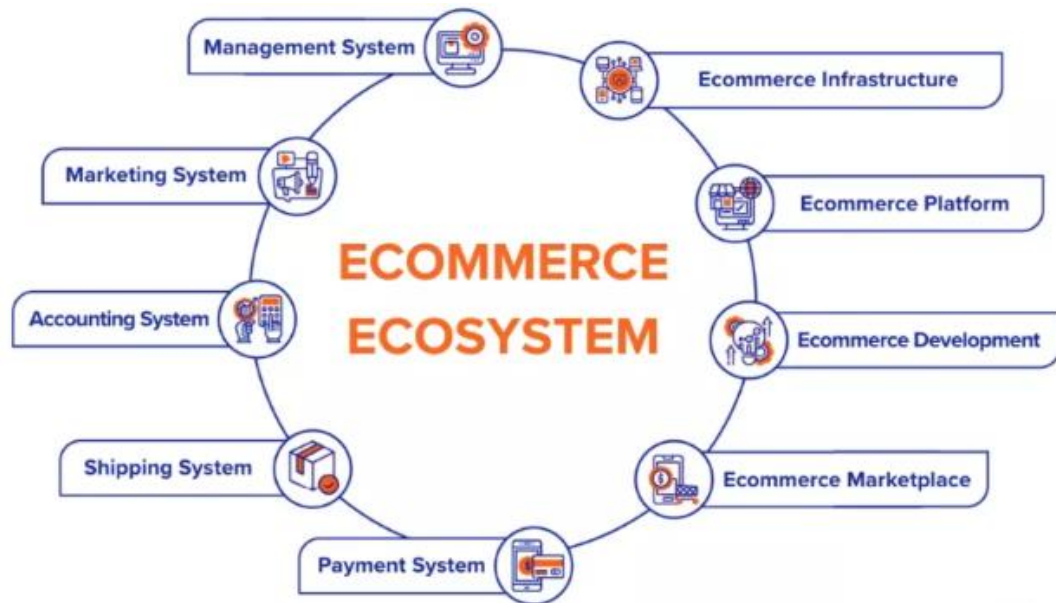 Management System
Ecommerce Infrastructure
Marketing System
Ecommerce Platform
ECOMMERCE
ECOSYSTEM
Accounting System
Ecommerce Development
Shipping System
Ecommerce Marketplace
Payment System